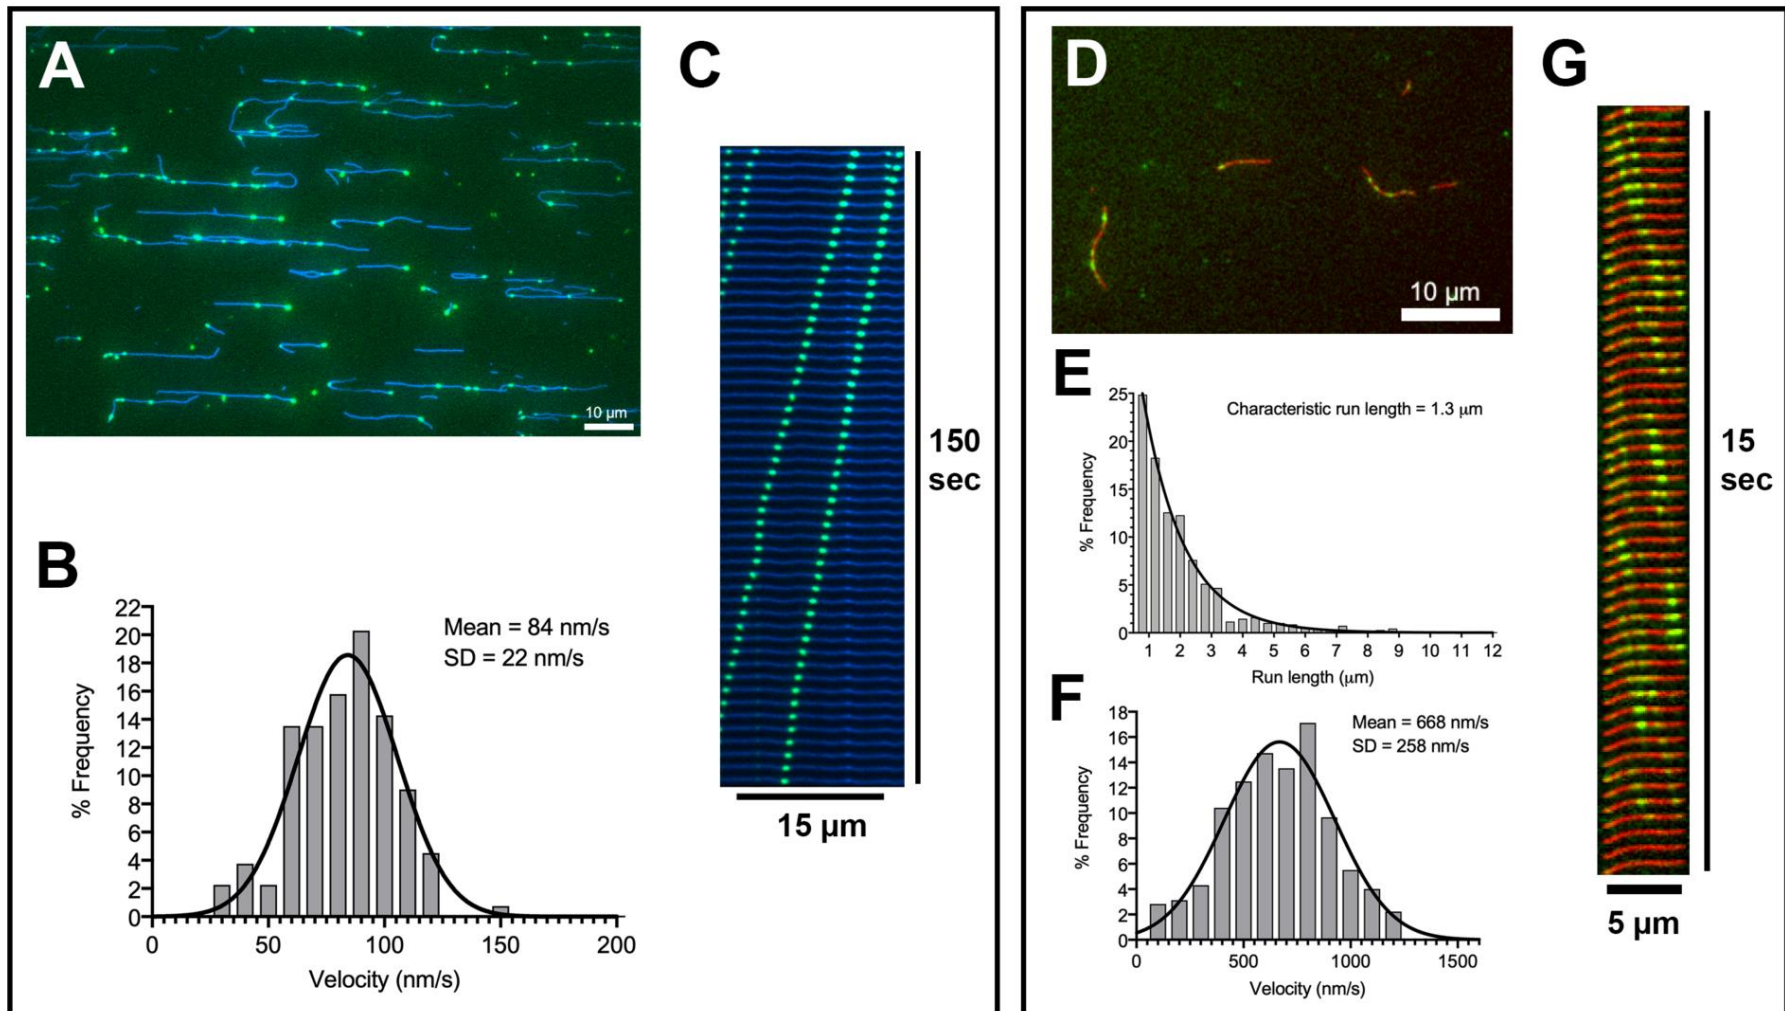 A
10 µm
B
22
20
18
16
14
12
10
8
6
4
2
0
% Frequency
Mean = 84 nm/s
SD = 22 nm/s
0 50 100 150 200
Velocity (nm/s)
C
150
sec
15 µm
D
10 µm
E
25
20
15
10
5
0
% Frequency
Characteristic run length = 1.3 µm
1 2 3 4 5 6 7 8 9 10 11 12
Run length (µm)
F
18
16
14
12
10
8
6
4
2
0
% Frequency
Mean = 668 nm/s
SD = 258 nm/s
0 500 1000 1500
Velocity (nm/s)
G
15
sec
5 µm